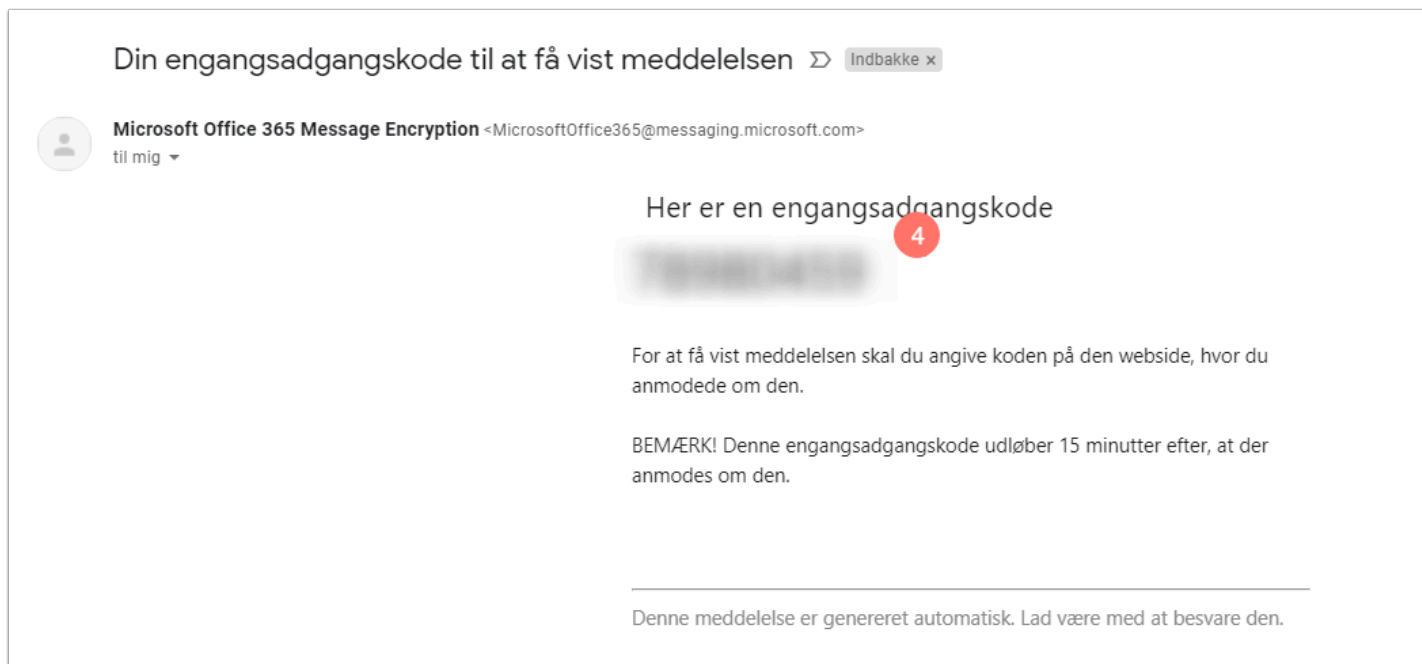 Din engangsadgangskode til at få vist meddelelsen Indbakke x
Microsoft Office 365 Message Encryption <MicrosoftOffice365@messaging.microsoft.com>
til mig
Her er en engangsadgangskode
4
For at få vist meddelelsen skal du angive koden på den webside, hvor du
anmodede om den.
BEMÆRK! Denne engangsadgangskode udløber 15 minutter efter, at der
anmodes om den.
Denne meddelelse er genereret automatisk. Lad være med at besvare den.